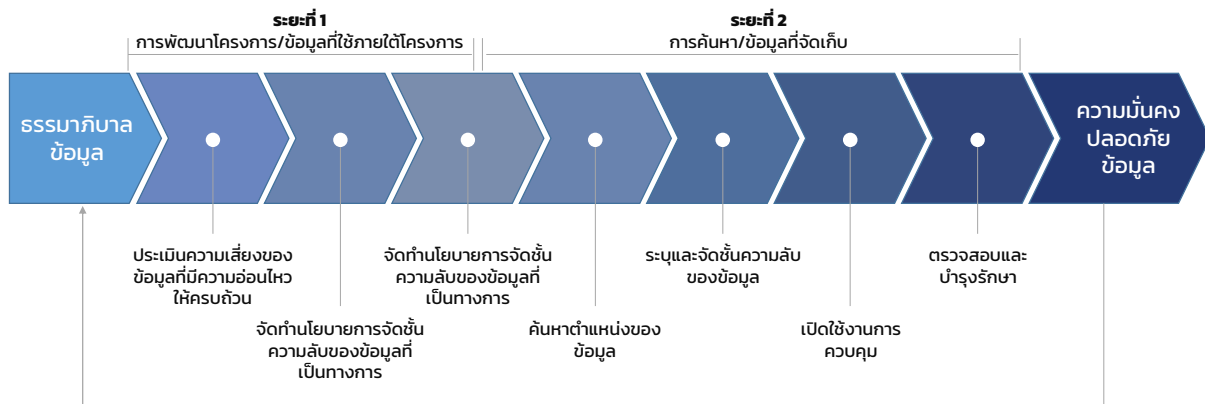 ระยะที่ 1
การพัฒนาโครงการ/ข้อมูลที่ใช้ภายใต้โครงการ
ระยะที่ 2
การค้นหา/ข้อมูลที่จัดเก็บ
ธรรมาภิบาล
ข้อมูล
ความมั่นคง
ปลอดภัย
ข้อมูล
ประเมินความเสี่ยงของ
ข้อมูลที่มีความอ่อนไหว
ให้ครบถ้วน
จัดทำนโยบายการจัดชั้น
ความลับของข้อมูลที่
เป็นทางการ
จัดทำนโยบายการจัดชั้น
ความลับของข้อมูลที่
เป็นทางการ
ค้นหาตำแหน่งของ
ข้อมูล
ระบุและจัดชั้นความลับ
ของข้อมูล
เปิดใช้งานการ
ควบคุม
ตรวจสอบและ
บำรุงรักษา